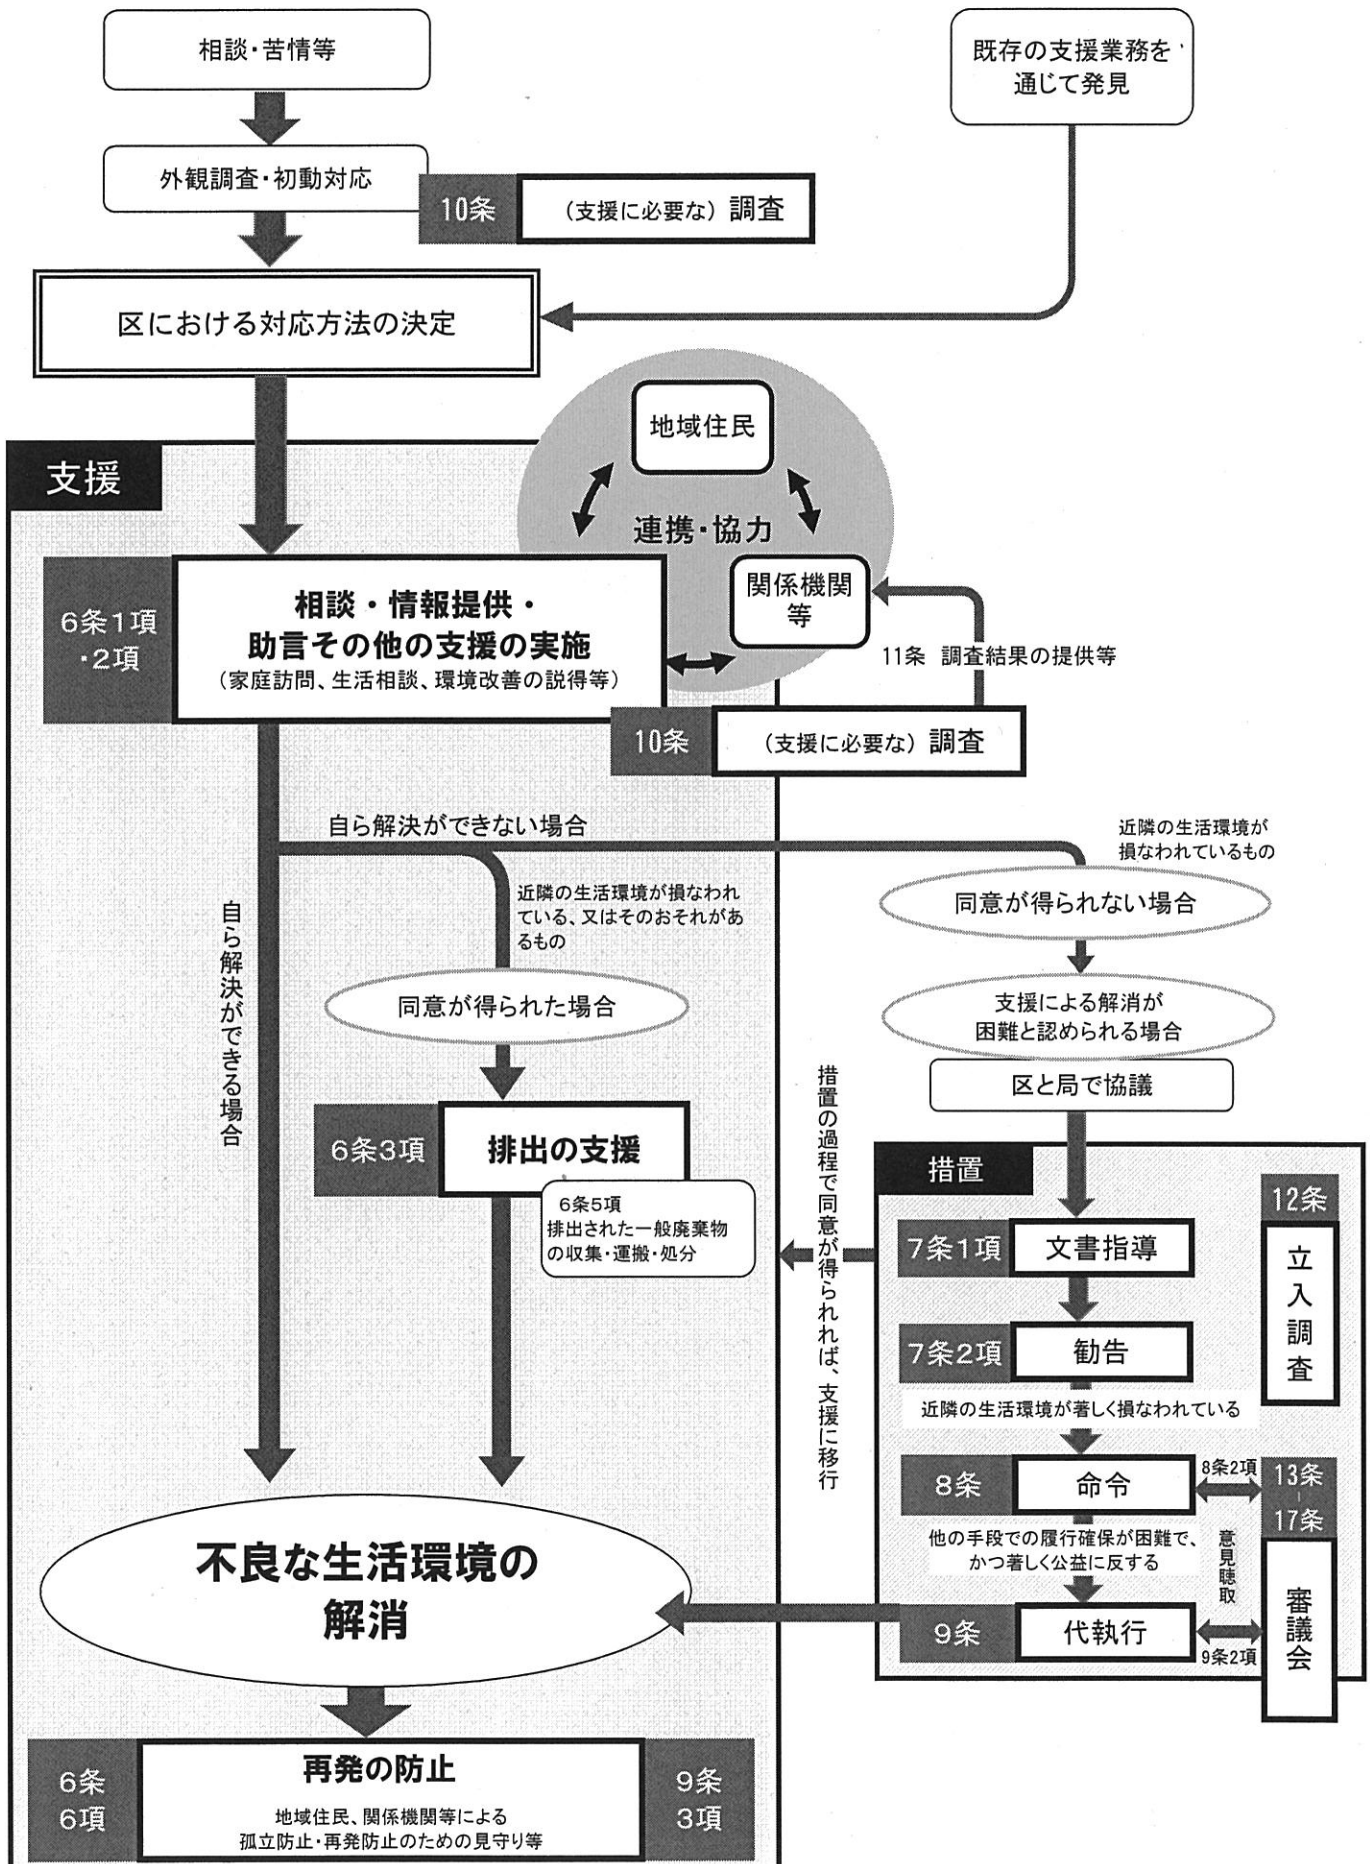 相談・苦情等
既存の支援業務を
通じて発見
外観調査・初動対応
10条
(支援に必要な) 調査
区における対応方法の決定
支援
地域住民
連携・協力
関係機関
等
6条1項
・2項
相談・情報提供・
助言その他の支援の実施
(家庭訪問、生活相談、環境改善の説得等)
11条 調査結果の提供等
10条
(支援に必要な) 調査
自ら解決ができない場合
近隣の生活環境が
損なわれているもの
自ら解決ができる場合
近隣の生活環境が損なわれ
ている、又はそのおそれがあ
るもの
同意が得られない場合
同意が得られた場合
支援による解消が
困難と認められる場合
区と局で協議
6条3項
排出の支援
6条5項
排出された一般廃棄物
の収集・運搬・処分
措置の過程で同意が得られれば、支援に移行
措置
12条
立入調査
7条1項
文書指導
7条2項
勧告
近隣の生活環境が著しく損なわれている
8条
命令
8条2項
13条
-
17条
他の手段での履行確保が困難で、
かつ著しく公益に反する
意見聴取
審議会
9条
代執行
9条2項
不良な生活環境の
解消
6条
6項
再発の防止
地域住民、関係機関等による
孤立防止・再発防止のための見守り等
9条
3項